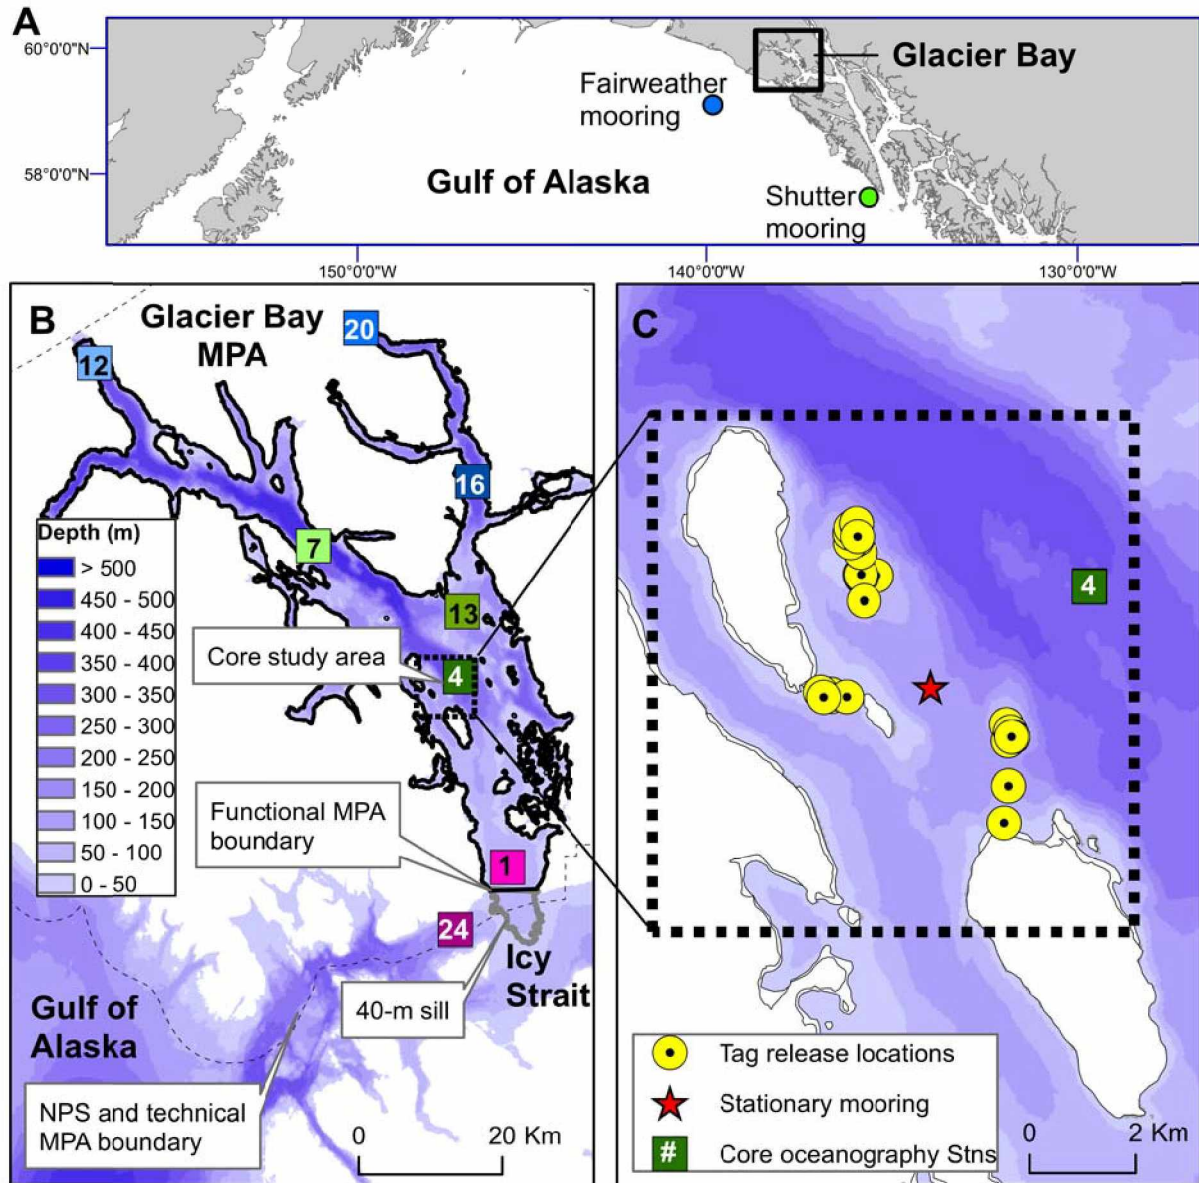 A
60°0'0"N
58°0'0"N
Fairweather
mooring
Glacier Bay
Gulf of Alaska
Shutter
mooring
150°0'0"W
140°0'0"W
130°0'0"W
B
Glacier Bay
MPA
20
12
16
7
13
4
1
24
Depth (m)
> 500
450 - 500
400 - 450
350 - 400
300 - 350
250 - 300
200 - 250
150 - 200
100 - 150
50 - 100
0 - 50
Core study area
Functional MPA
boundary
Icy
Strait
40-m sill
Gulf of
Alaska
NPS and technical
MPA boundary
0 20 Km
C
4
Tag release locations
Stationary mooring
# Core oceanography Stns
0 2 Km